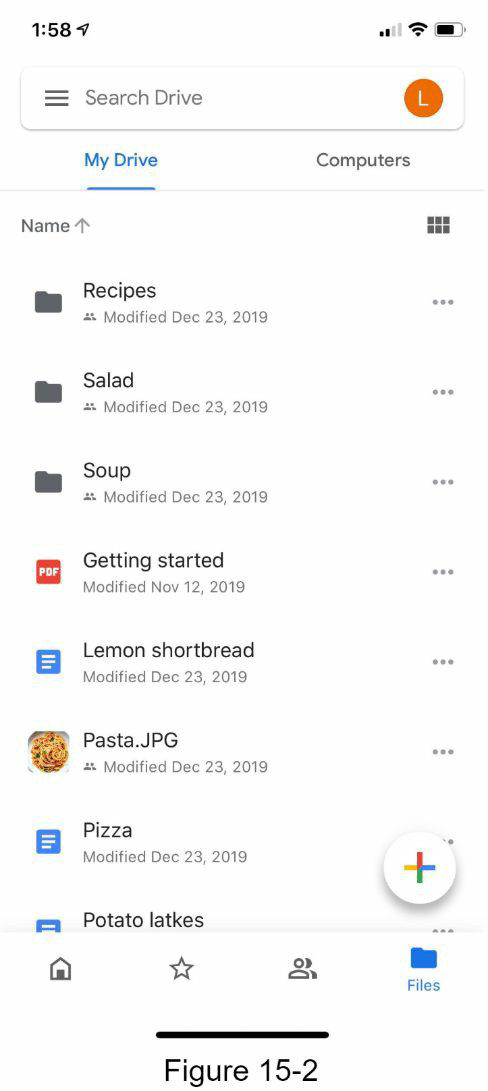 1:58
Search Drive
L
My Drive
Computers
Name
Recipes
Modified Dec 23, 2019
Salad
Modified Dec 23, 2019
Soup
Modified Dec 23, 2019
PDF
Getting started
Modified Nov 12, 2019
Lemon shortbread
Modified Dec 23, 2019
Pasta.JPG
Modified Dec 23, 2019
Pizza
Modified Dec 23, 2019
Potato latkes
Files
Figure 15-2